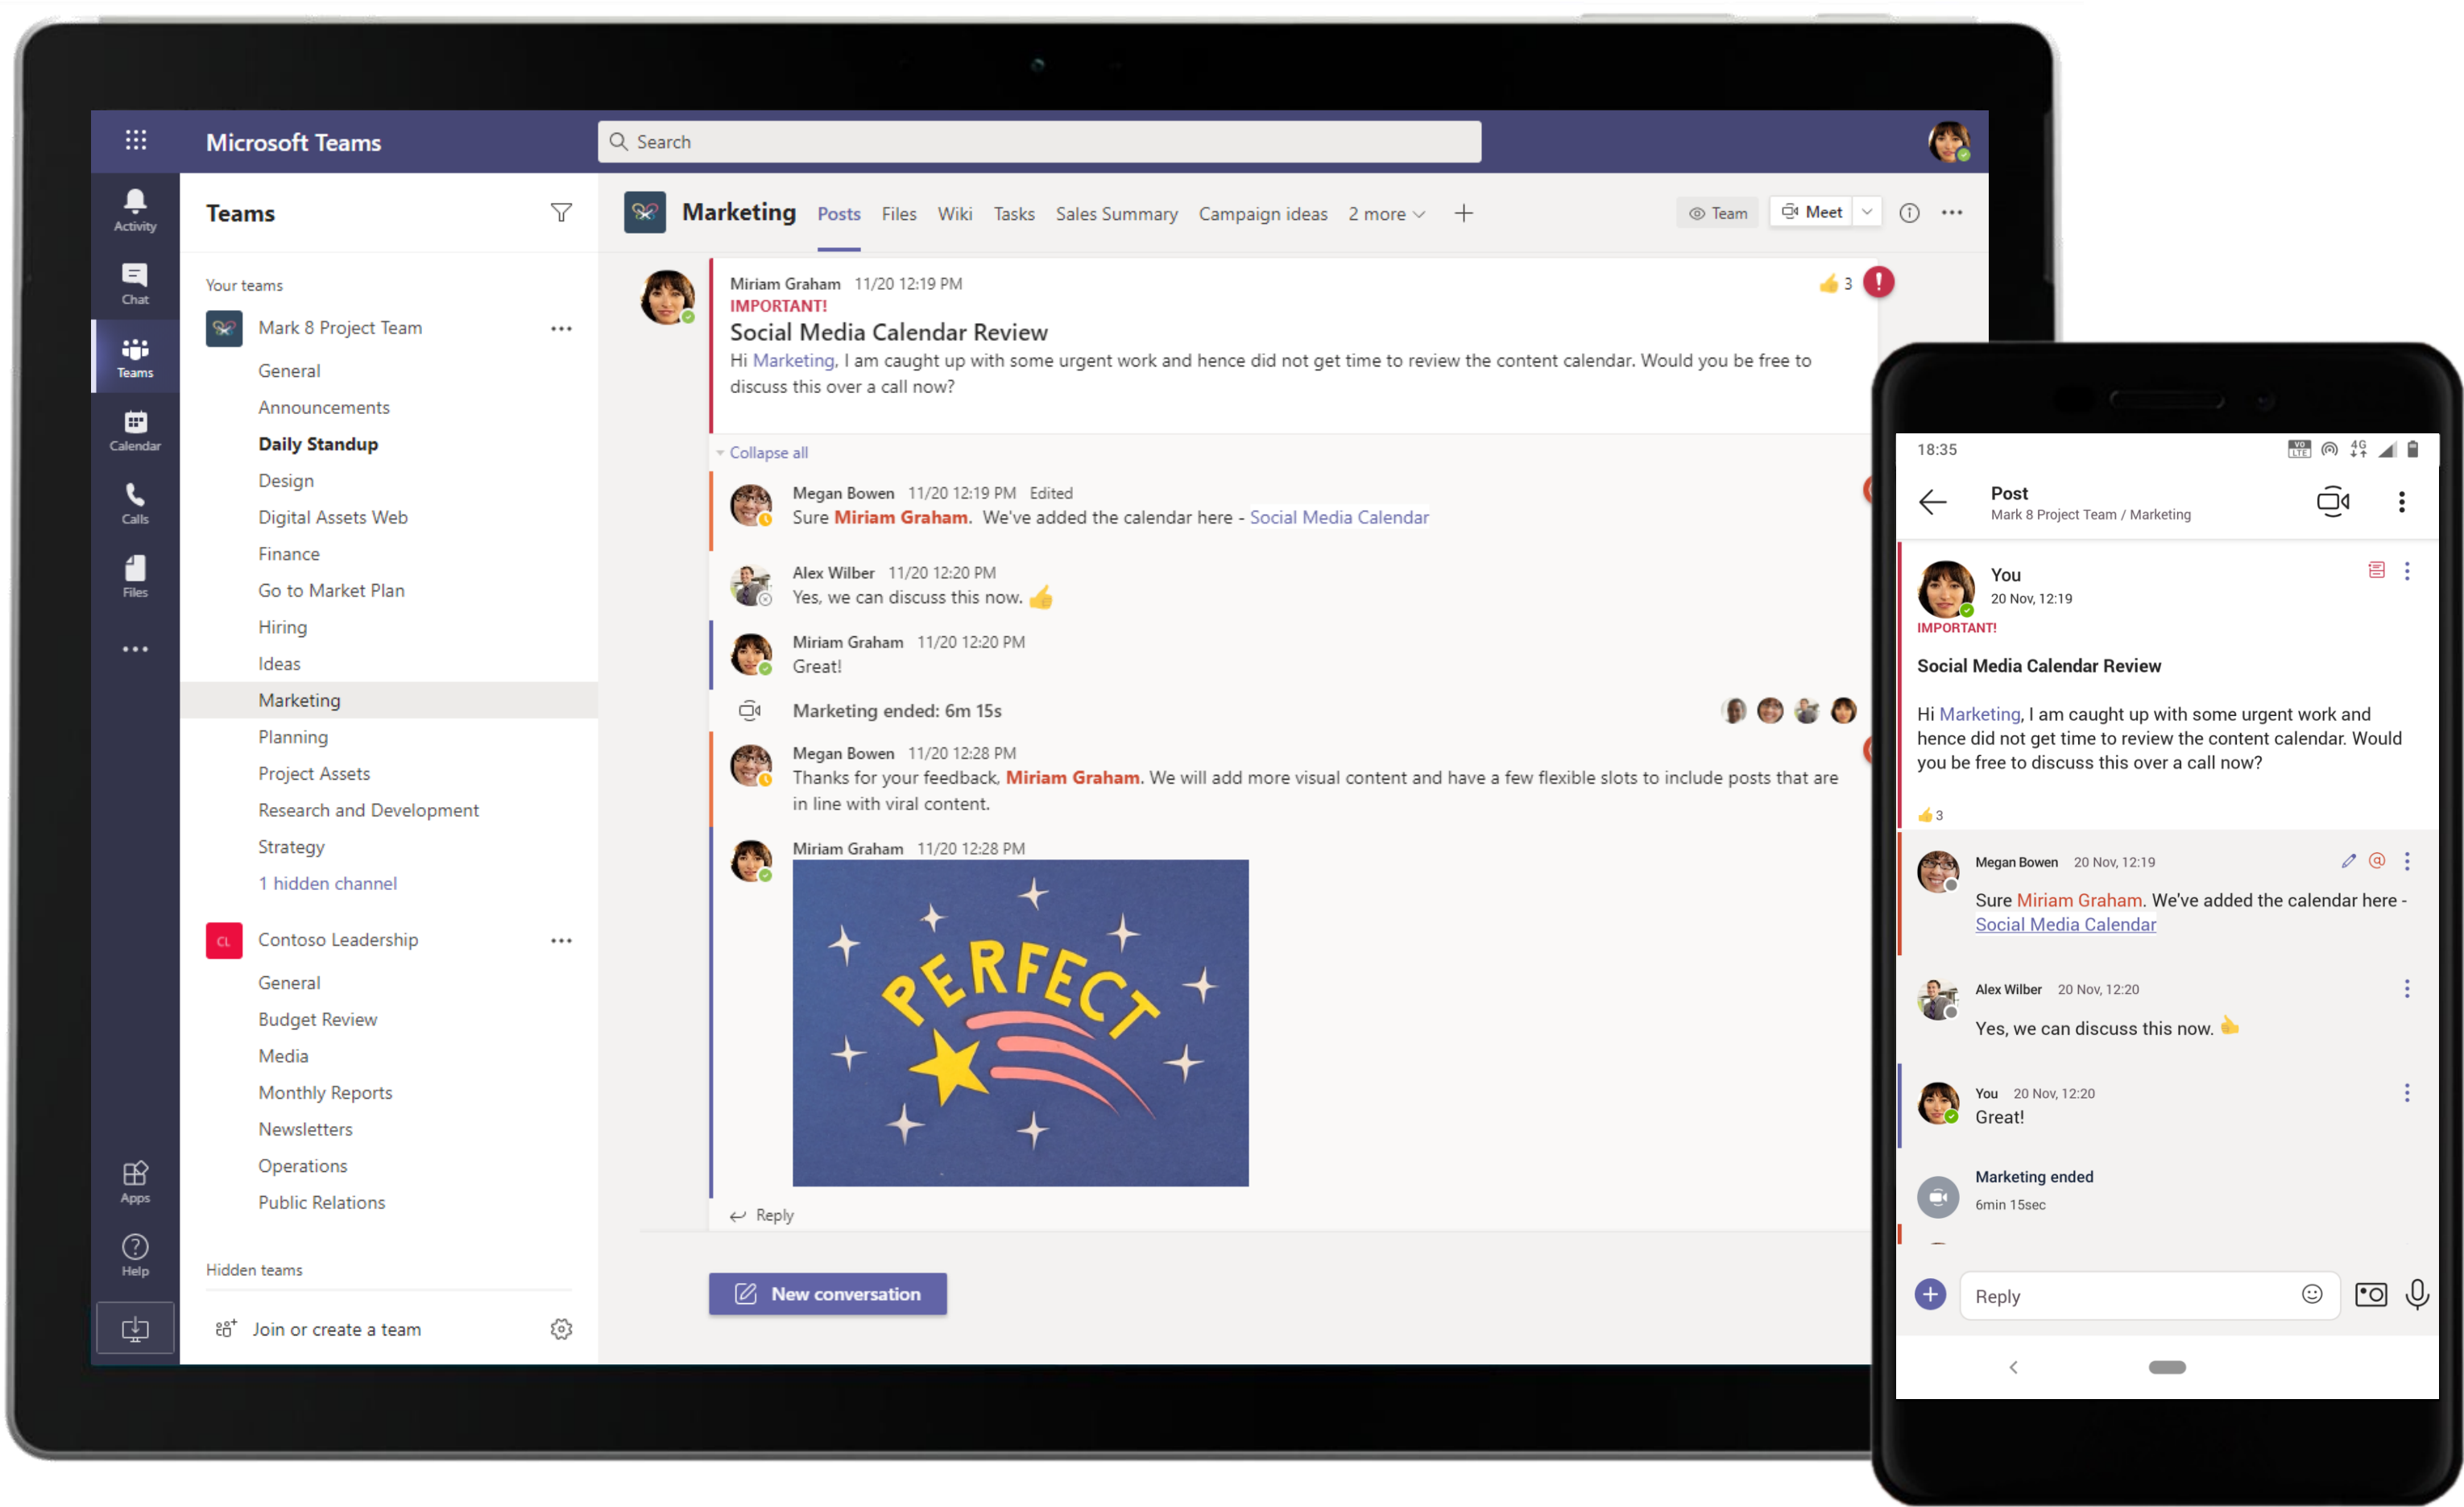 Microsoft Teams
Search
Activity
Chat
Teams
Calendar
Calls
Files
Apps
Help
Teams
Your teams
Mark 8 Project Team
General
Announcements
Daily Standup
Design
Digital Assets Web
Finance
Go to Market Plan
Hiring
Ideas
Marketing
Planning
Project Assets
Research and Development
Strategy
1 hidden channel
CL
Contoso Leadership
General
Budget Review
Media
Monthly Reports
Newsletters
Operations
Public Relations
Hidden teams
Join or create a team
Marketing Posts Files Wiki Tasks Sales Summary Campaign ideas 2 more
Team Meet
Miriam Graham 11/20 12:19 PM 3
IMPORTANT!
Social Media Calendar Review
Hi Marketing, I am caught up with some urgent work and hence did not get time to review the content calendar. Would you be free to
discuss this over a call now?
Collapse all
Megan Bowen 11/20 12:19 PM Edited
Sure Miriam Graham. We've added the calendar here - Social Media Calendar
Alex Wilber 11/20 12:20 PM
Yes, we can discuss this now.
Miriam Graham 11/20 12:20 PM
Great!
Marketing ended: 6m 15s
Megan Bowen 11/20 12:28 PM
Thanks for your feedback, Miriam Graham. We will add more visual content and have a few flexible slots to include posts that are
in line with viral content.
Miriam Graham 11/20 12:28 PM
PERFECT
Reply
New conversation
18:35 VO LTE 4G
Post
Mark 8 Project Team / Marketing
You
20 Nov, 12:19
IMPORTANT!
Social Media Calendar Review
Hi Marketing, I am caught up with some urgent work and
hence did not get time to review the content calendar. Would
you be free to discuss this over a call now?
3
Megan Bowen 20 Nov, 12:19
Sure Miriam Graham. We've added the calendar here -
Social Media Calendar
Alex Wilber 20 Nov, 12:20
Yes, we can discuss this now.
You 20 Nov, 12:20
Great!
Marketing ended
6min 15sec
Reply